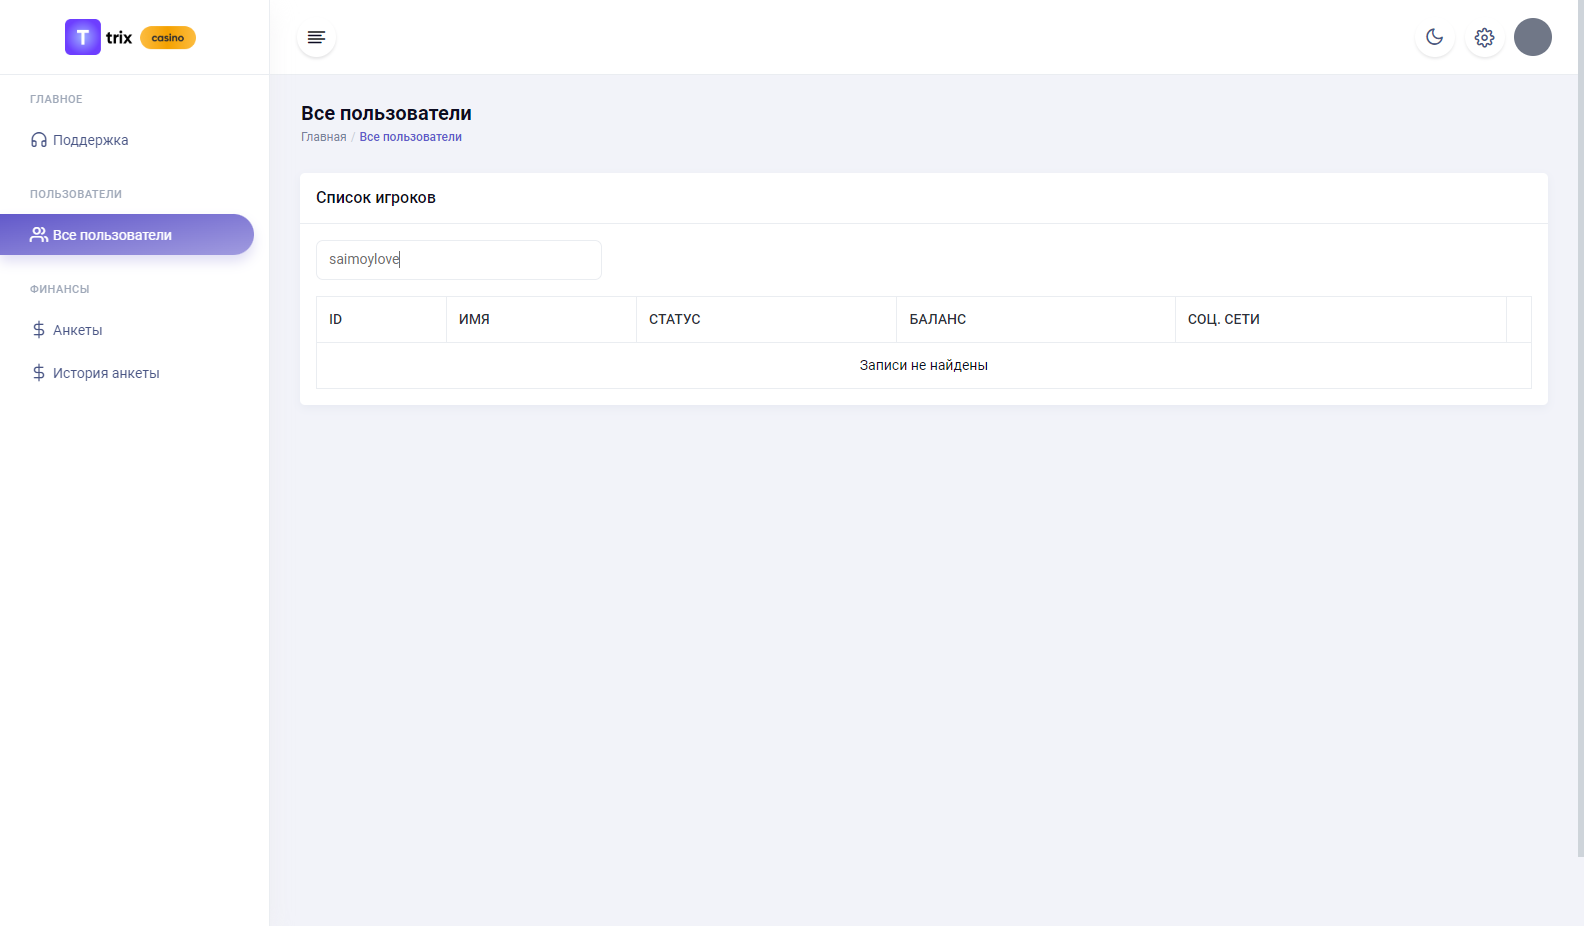 T trix casino
ГЛАВНОЕ
Поддержка
ПОЛЬЗОВАТЕЛИ
Все пользователи
ФИНАНСЫ
Анкеты
История анкеты
Все пользователи
Главная / Все пользователи
Список игроков
saimoylove
ID ИМЯ СТАТУС БАЛАНС СОЦ. СЕТИ
Записи не найдены